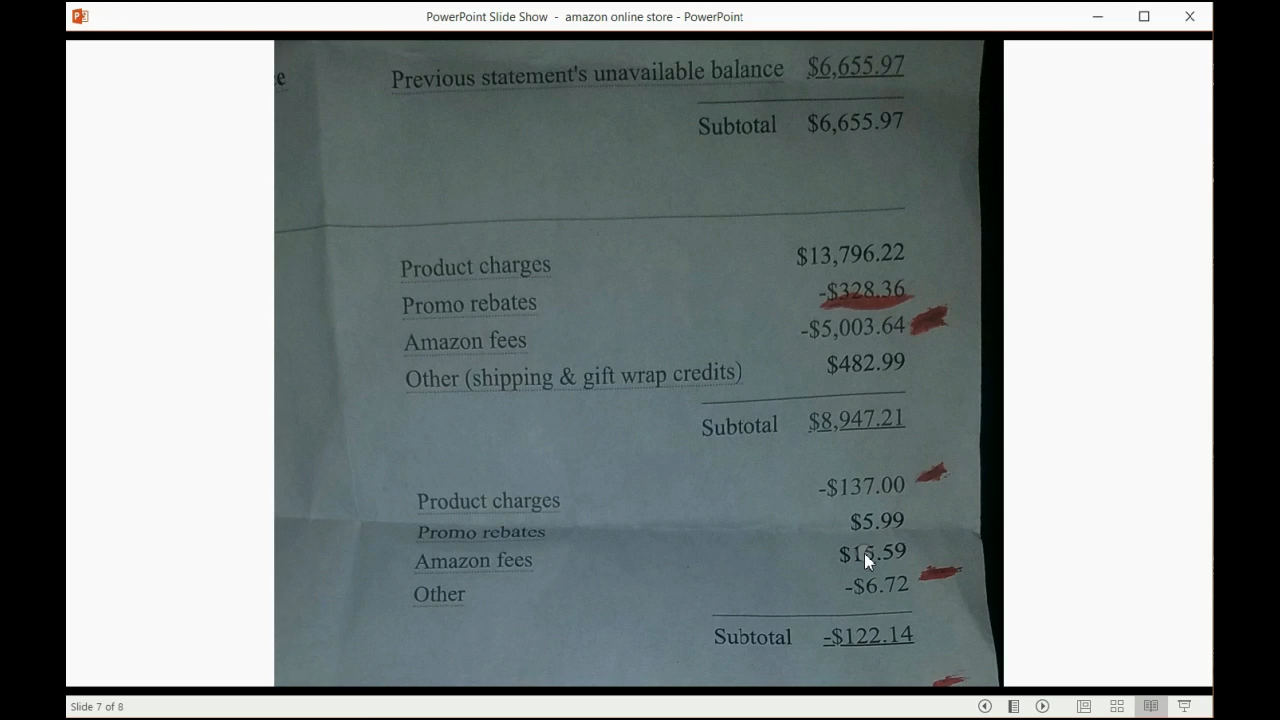 PowerPoint Slide Show - amazon online store - PowerPoint
Previous statement's unavailable balance $6,655.97
Subtotal $6,655.97
Product charges $13,796.22
Promo rebates -$328.36
Amazon fees -$5,003.64
Other (shipping & gift wrap credits) $482.99
Subtotal $8,947.21
Product charges -$137.00
Promo rebates $5.99
Amazon fees $15.59
Other -$6.72
Subtotal -$122.14
Slide 7 of 8